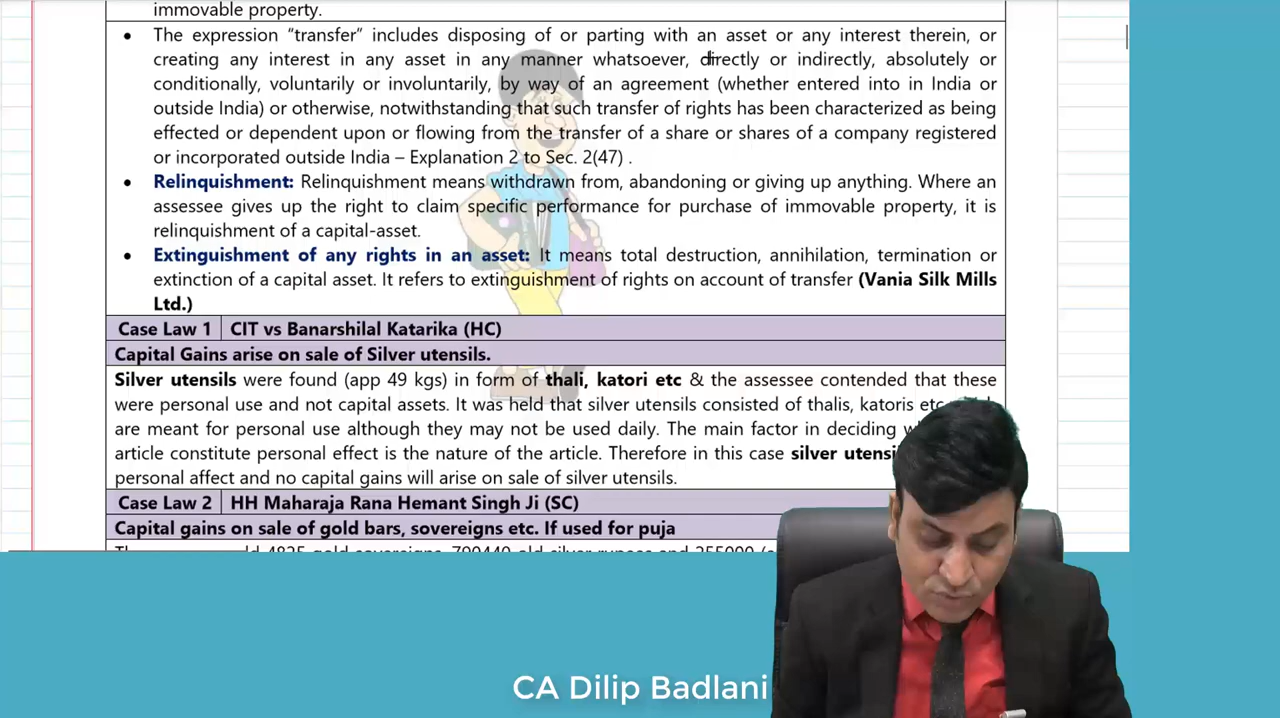 immovable property.
• The expression “transfer” includes disposing of or parting with an asset or any interest therein, or
creating any interest in any asset in any manner whatsoever, directly or indirectly, absolutely or
conditionally, voluntarily or involuntarily, by way of an agreement (whether entered into in India or
outside India) or otherwise, notwithstanding that such transfer of rights has been characterized as being
effected or dependent upon or flowing from the transfer of a share or shares of a company registered
or incorporated outside India – Explanation 2 to Sec. 2(47) .
• Relinquishment: Relinquishment means withdrawn from, abandoning or giving up anything. Where an
assessee gives up the right to claim specific performance for purchase of immovable property, it is
relinquishment of a capital-asset.
• Extinguishment of any rights in an asset: It means total destruction, annihilation, termination or
extinction of a capital asset. It refers to extinguishment of rights on account of transfer (Vania Silk Mills
Ltd.)
Case Law 1 CIT vs Banarshilal Katarika (HC)
Capital Gains arise on sale of Silver utensils.
Silver utensils were found (app 49 kgs) in form of thali, katori etc & the assessee contended that these
were personal use and not capital assets. It was held that silver utensils consisted of thalis, katoris etc
are meant for personal use although they may not be used daily. The main factor in deciding
article constitute personal effect is the nature of the article. Therefore in this case silver
personal affect and no capital gains will arise on sale of silver utensils.
Case Law 2 HH Maharaja Rana Hemant Singh Ji (SC)
Capital gains on sale of gold bars, sovereigns etc. If used for puja
CA Dilip Badlani